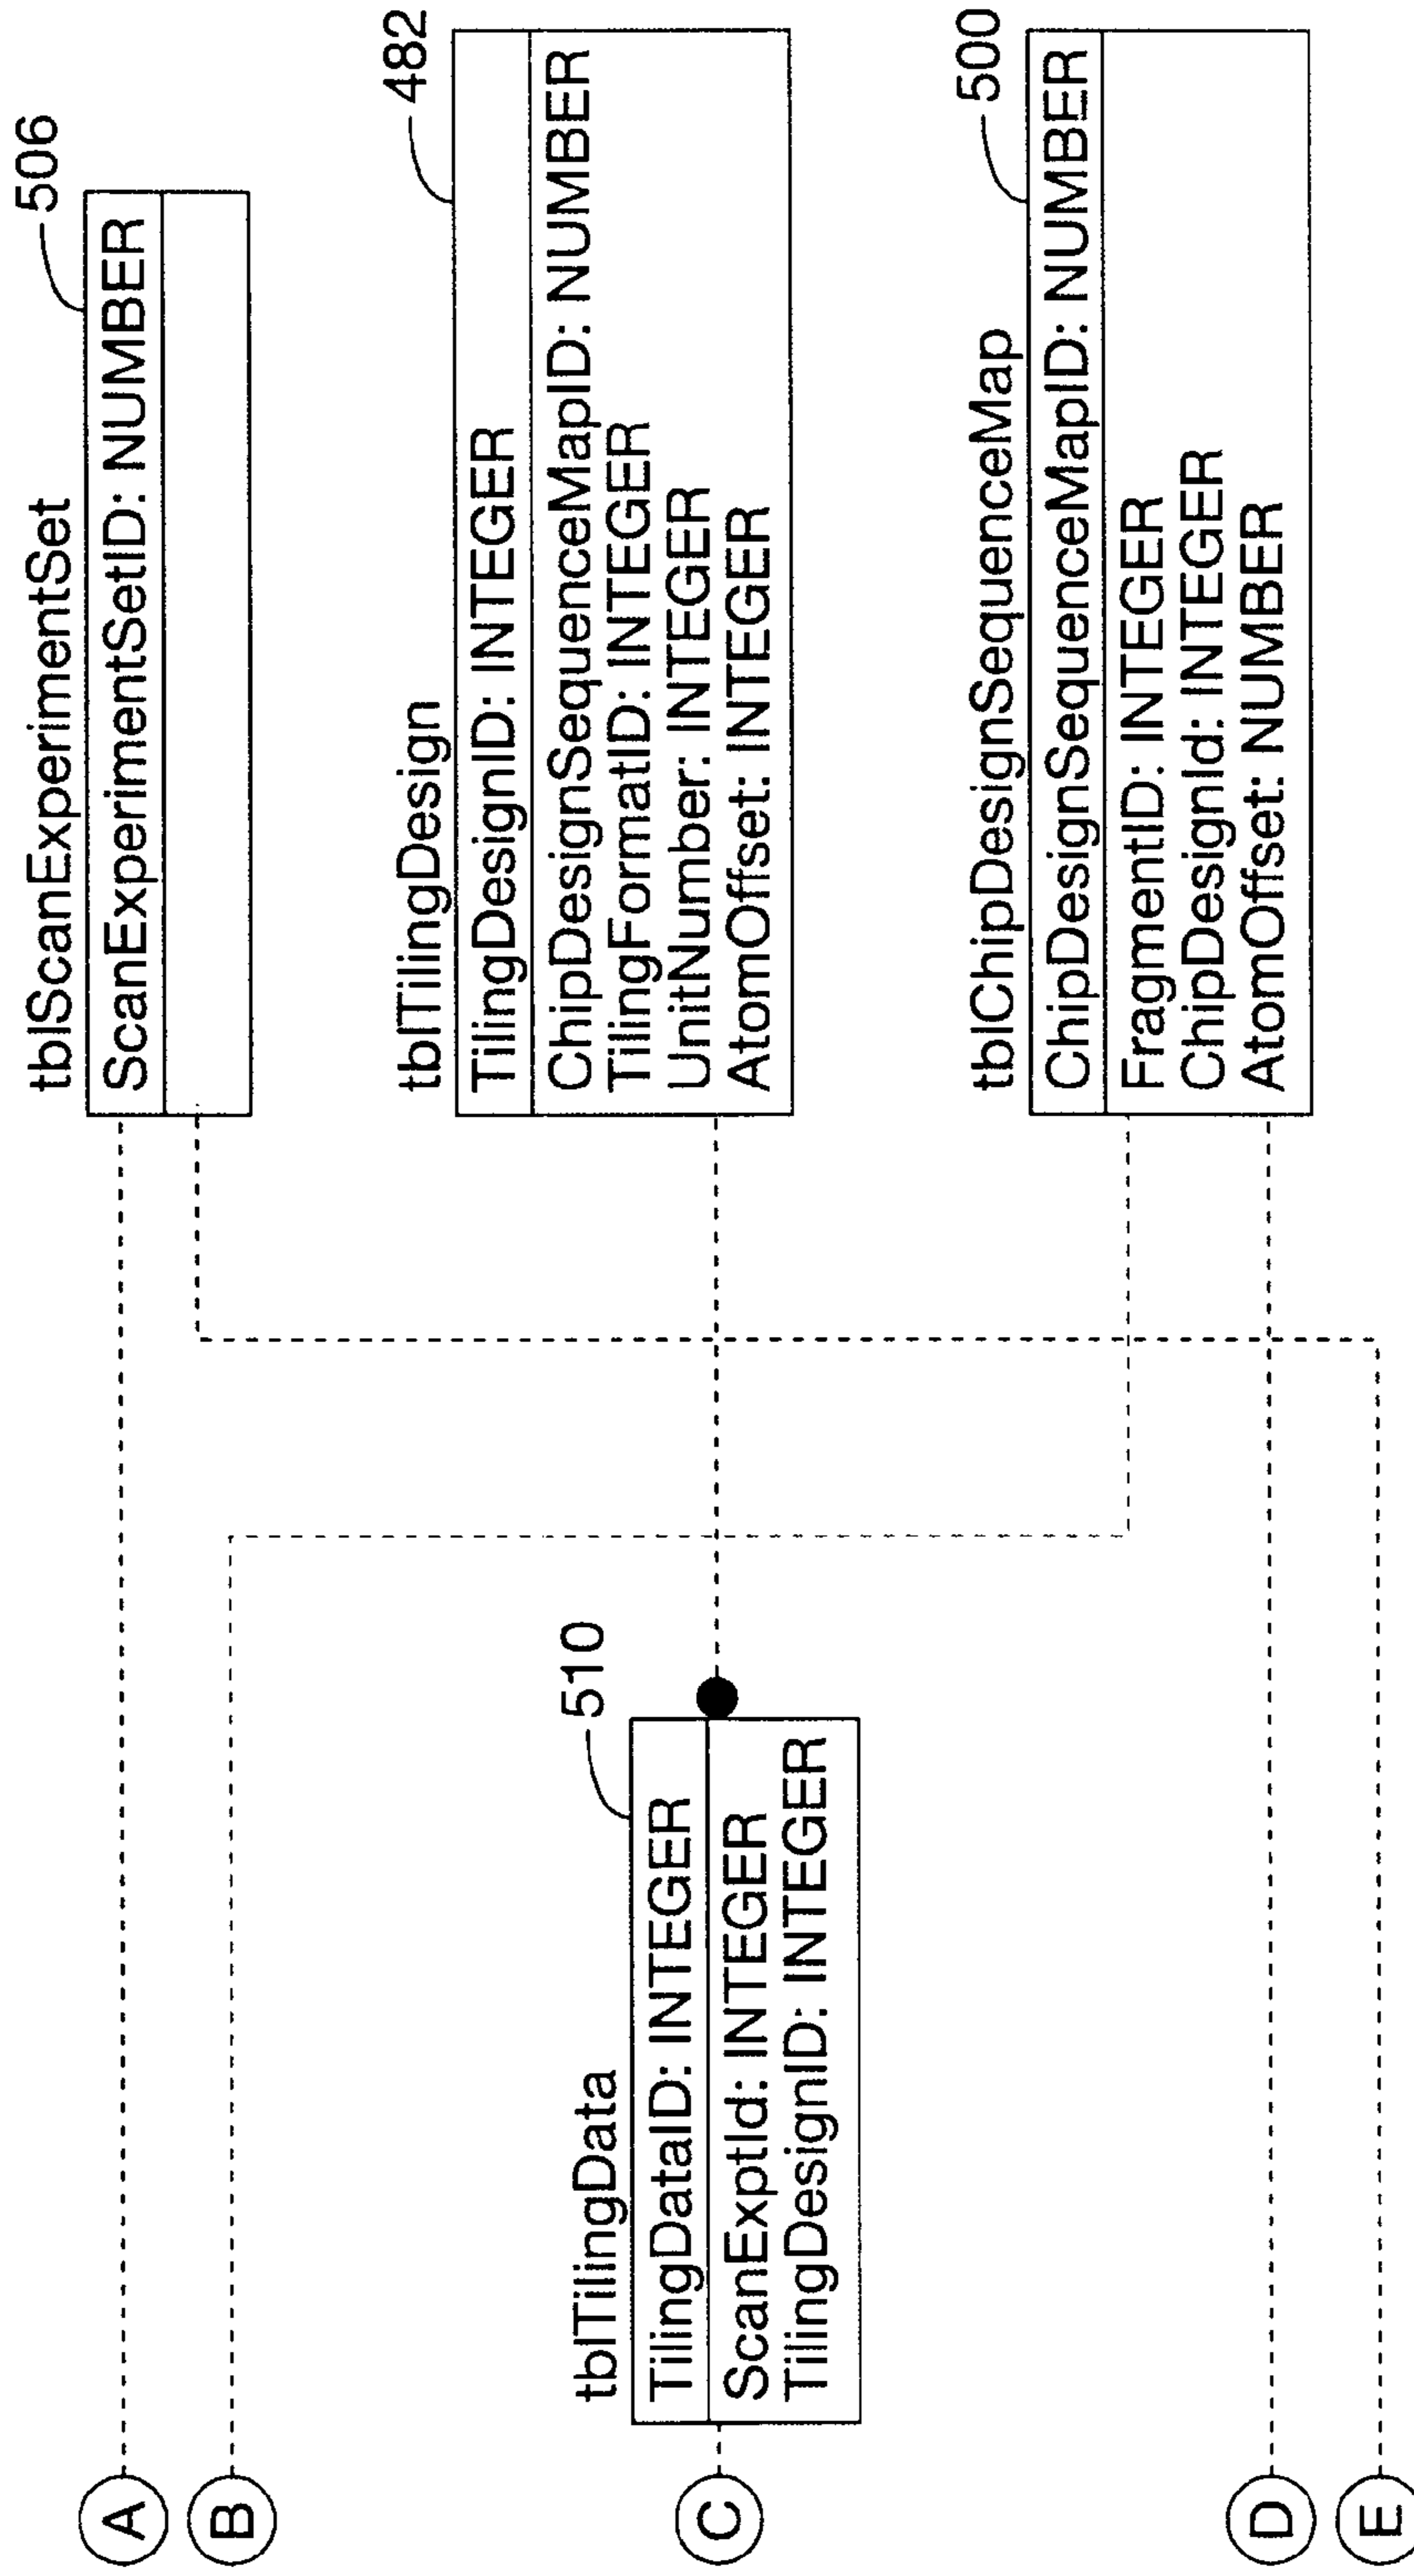 A
B
C
D
E
tblScanExperimentSet
506
ScanExperimentSetID: NUMBER
tblTilingDesign
482
TilingDesignID: INTEGER
ChipDesignSequenceMapID: NUMBER
TilingFormatID: INTEGER
UnitNumber: INTEGER
AtomOffset: INTEGER
tblTilingData
510
TilingDataID: INTEGER
ScanExptId: INTEGER
TilingDesignID: INTEGER
tblChipDesignSequenceMap
500
ChipDesignSequenceMapID: NUMBER
FragmentID: INTEGER
ChipDesignId: INTEGER
AtomOffset: NUMBER